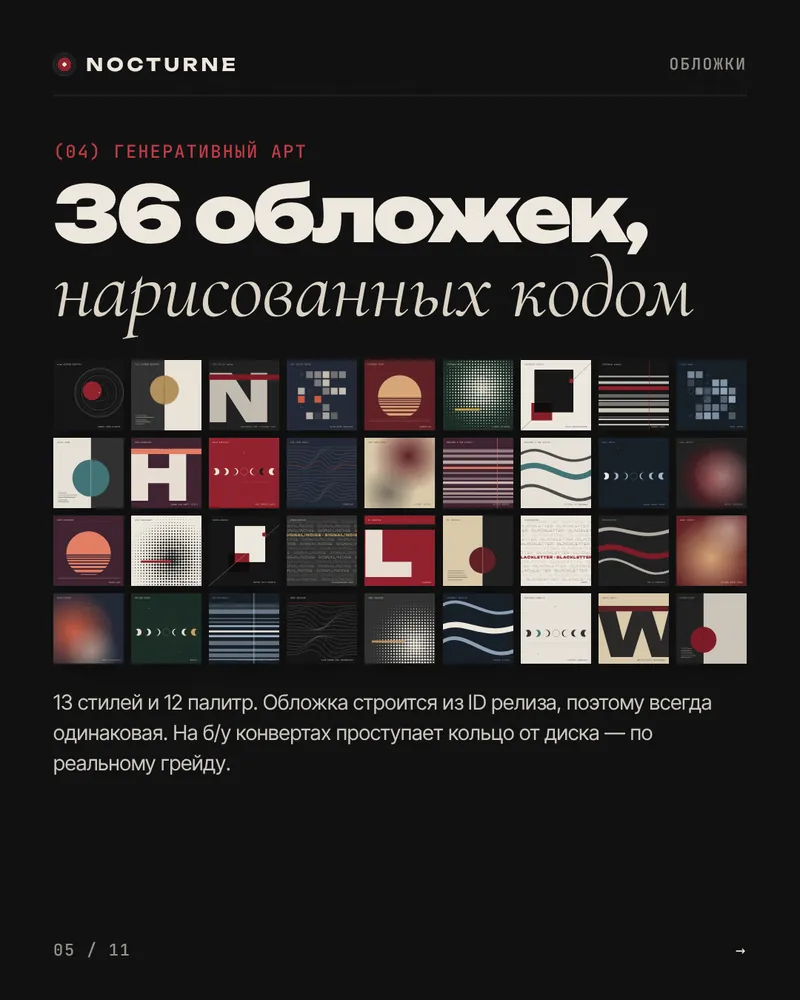 NOCTURNE
ОБЛОЖКИ
(04) ГЕНЕРАТИВНЫЙ АРТ
36 обложек,
нарисованных кодом
N
H
L
BLACKLETTER
W
13 стилей и 12 палитр. Обложка строится из ID релиза, поэтому всегда
одинаковая. На б/у конвертах проступает кольцо от диска — по
реальному грейду.
05 / 11
→